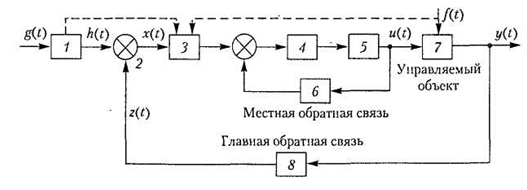 f(t)
g(t) h(t) x(t) u(t) y(t)
1 2 3 4 5 7
6
Управляемый
объект
Местная обратная связь
z(t)
Главная обратная связь
8